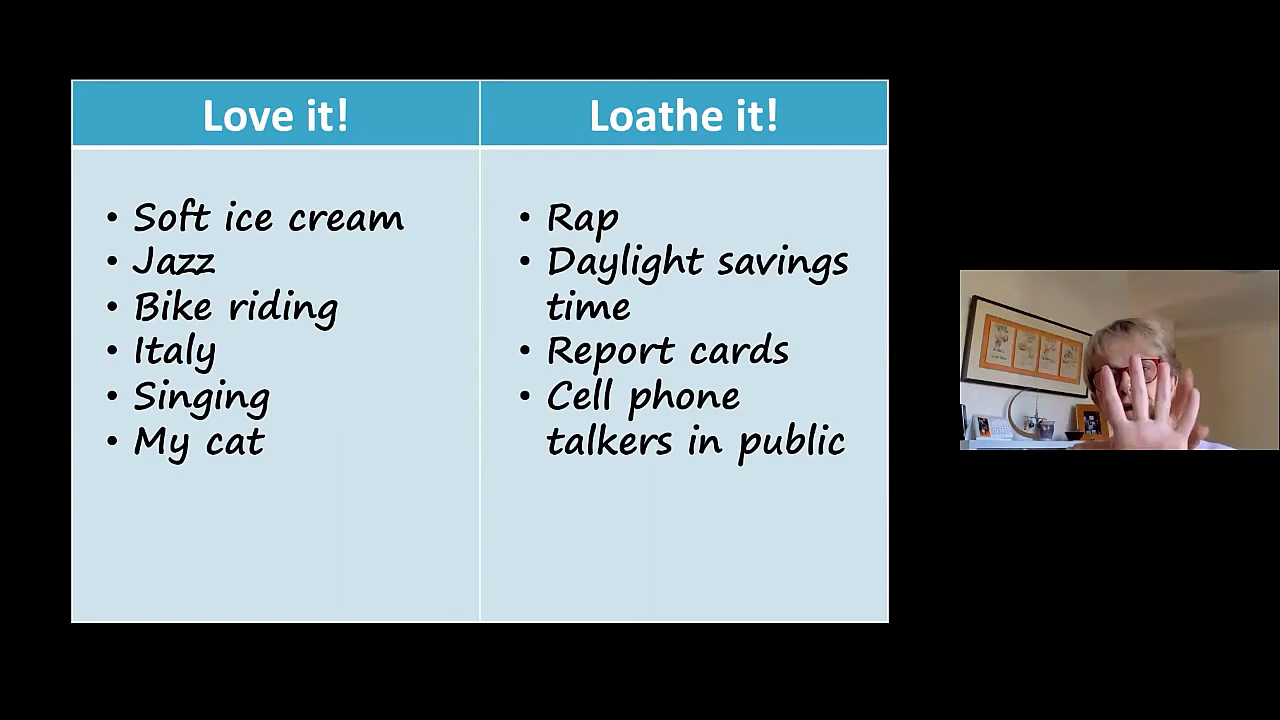 Love it!
Loathe it!
• Soft ice cream
• Jazz
• Bike riding
• Italy
• Singing
• My cat
• Rap
• Daylight savings
time
• Report cards
• Cell phone
talkers in public